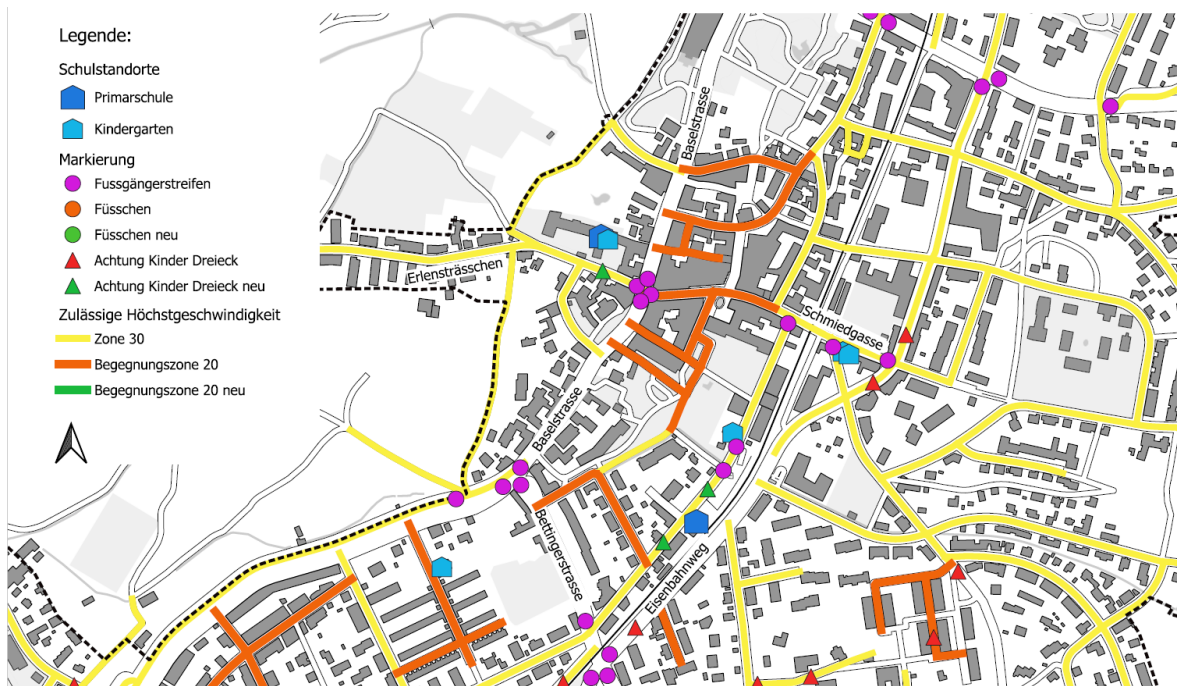 Legende:
Schulstandorte
Primarschule
Kindergarten
Markierung
Fussgängerstreifen
Füsschen
Füsschen neu
Achtung Kinder Dreieck
Achtung Kinder Dreieck neu
Zulässige Höchstgeschwindigkeit
Zone 30
Begegnungszone 20
Begegnungszone 20 neu
Baselstrasse
Erlensträsschen
Schmiedgasse
Baselstrasse
Bettingerstrasse
Eisenbahnweg